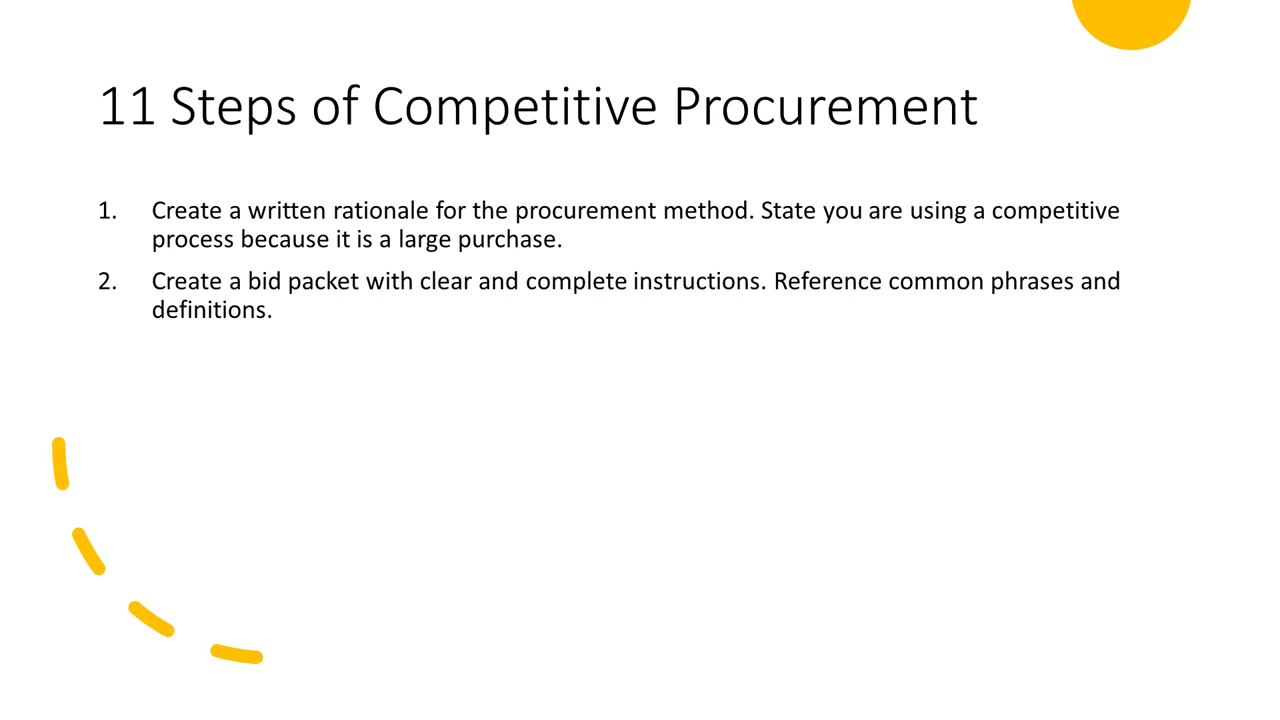 11 Steps of Competitive Procurement
1. Create a written rationale for the procurement method. State you are using a competitive
process because it is a large purchase.
2. Create a bid packet with clear and complete instructions. Reference common phrases and
definitions.